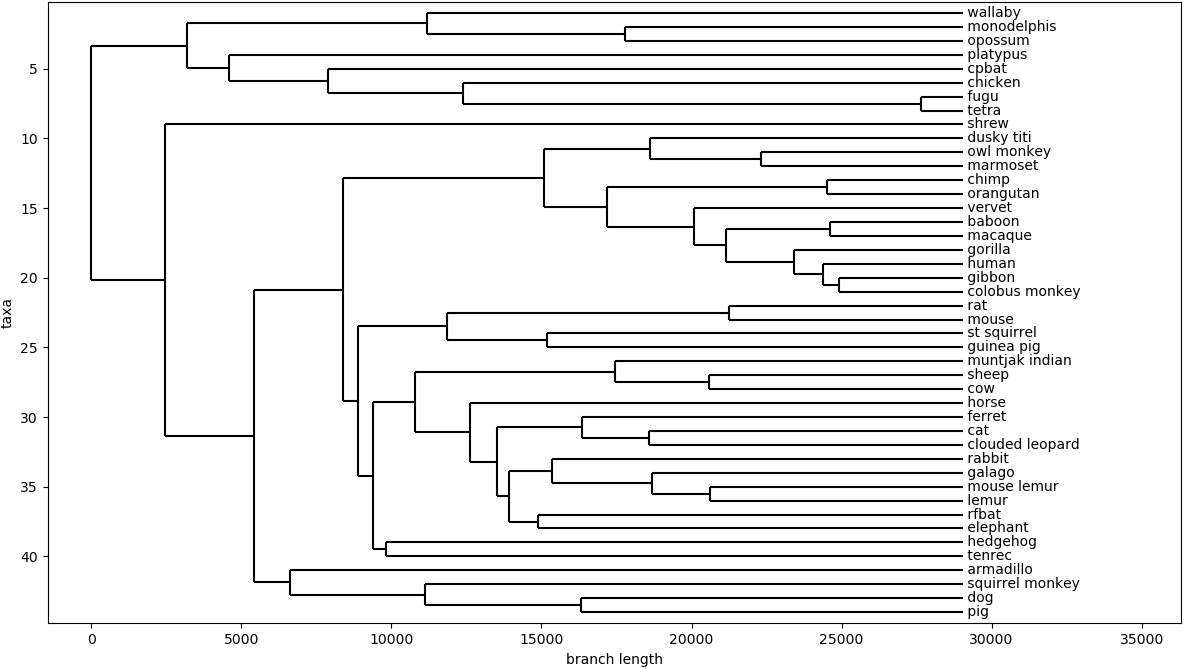 wallaby
monodelphis
opossum
platypus
5 cpbat
chicken
fugu
tetra
shrew
10 dusky titi
owl monkey
marmoset
chimp
orangutan
15 vervet
baboon
macaque
gorilla
human
20 gibbon
colobus monkey
rat
mouse
st squirrel
25 guinea pig
muntjak indian
sheep
cow
horse
30 ferret
cat
clouded leopard
rabbit
galago
35 mouse lemur
lemur
rfbat
elephant
hedgehog
40 tenrec
armadillo
squirrel monkey
dog
pig
taxa
0 5000 10000 15000 20000 25000 30000 35000
branch length